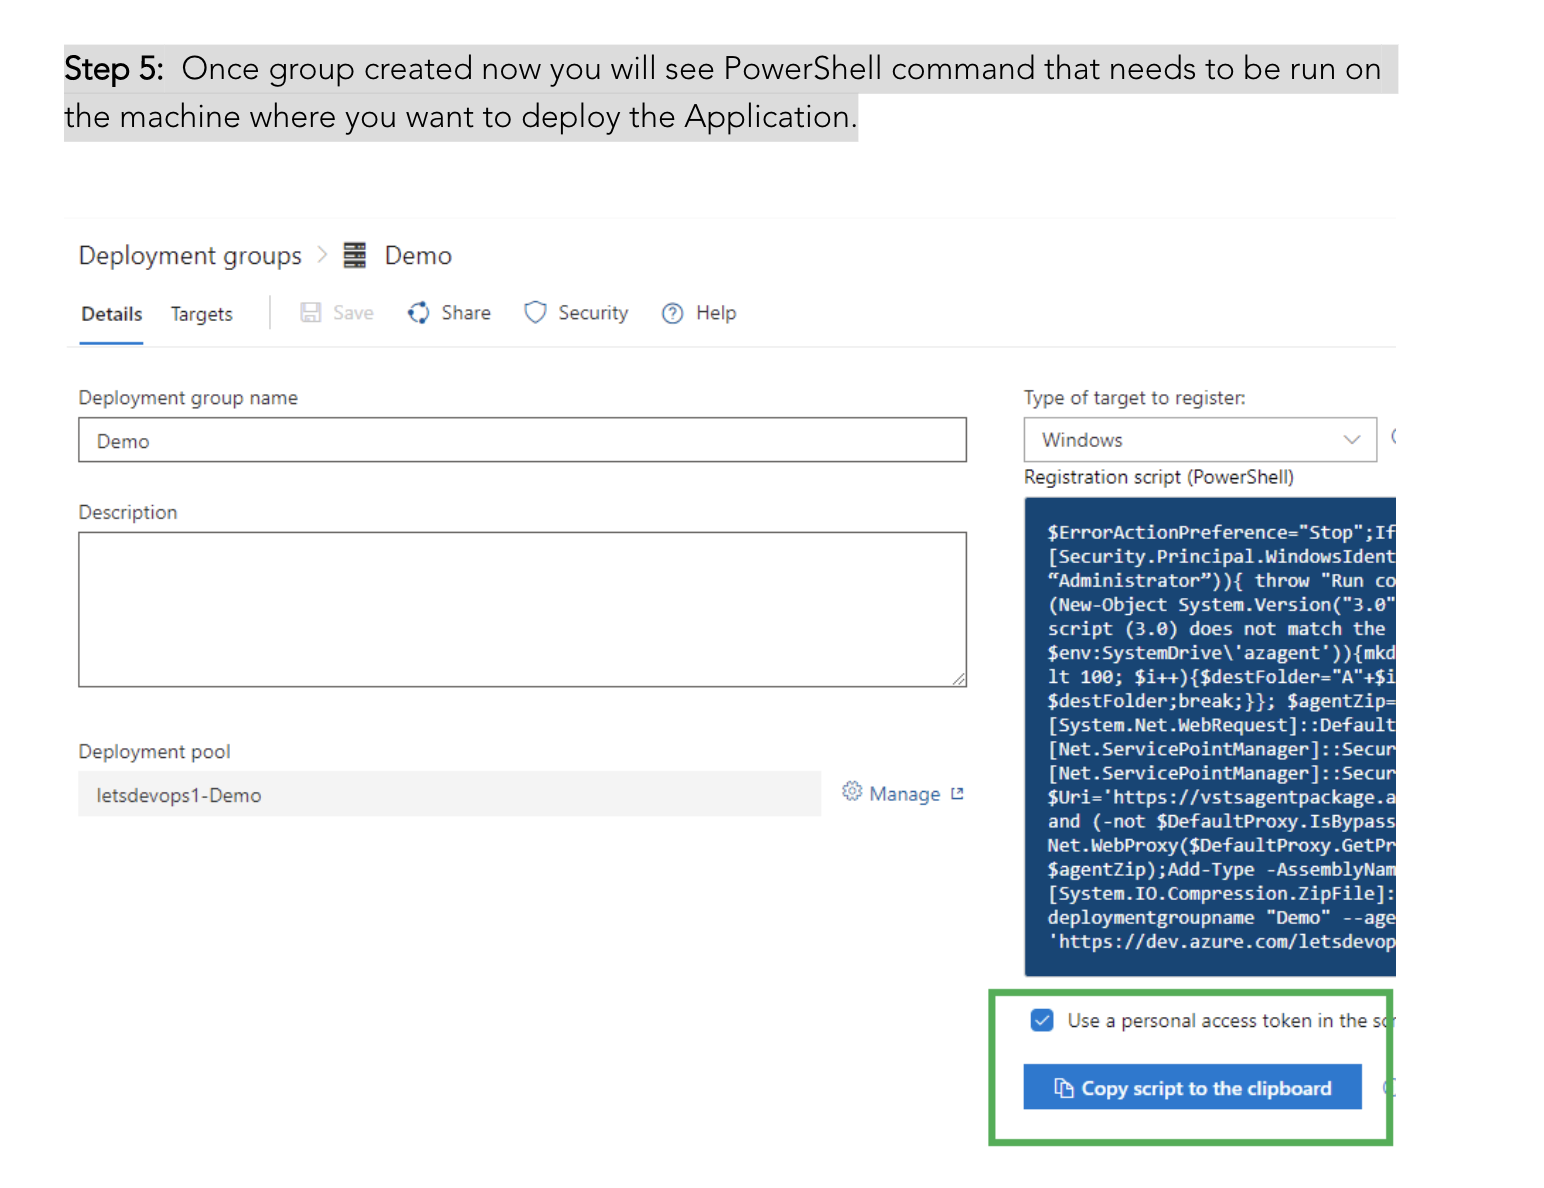 Step 5: Once group created now you will see PowerShell command that needs to be run on
the machine where you want to deploy the Application.
Deployment groups > Demo
Details Targets Save Share Security Help
Deployment group name
Demo
Description
Deployment pool
letsdevops1-Demo
Manage
Type of target to register:
Windows
Registration script (PowerShell)
$ErrorActionPreference="Stop";If
[Security.Principal.WindowsIdent
“Administrator”)){ throw "Run co
(New-Object System.Version("3.0"
script (3.0) does not match the
$env:SystemDrive\'azagent')){mkd
lt 100; $i++){$destFolder="A"+$i
$destFolder;break;}}; $agentZip=
[System.Net.WebRequest]::Default
[Net.ServicePointManager]::Secur
[Net.ServicePointManager]::Secur
$Uri='https://vstsagentpackage.a
and (-not $DefaultProxy.IsBypass
Net.WebProxy($DefaultProxy.GetPr
$agentZip);Add-Type -AssemblyNam
[System.IO.Compression.ZipFile]:
deploymentgroupname "Demo" --age
'https://dev.azure.com/letsdevop
Use a personal access token in the scr
Copy script to the clipboard